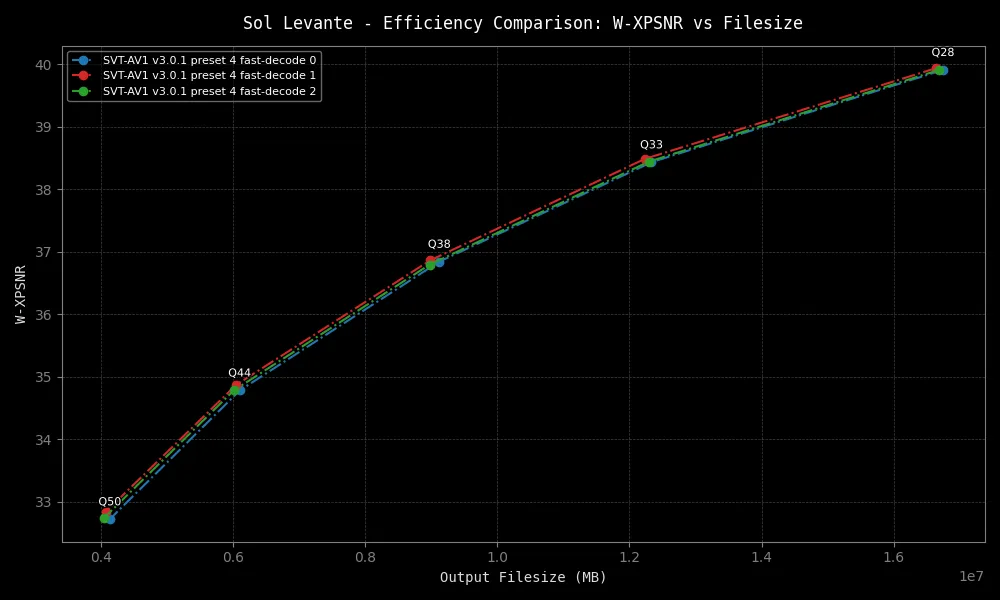 Sol Levante - Efficiency Comparison: W-XPSNR vs Filesize
SVT-AV1 v3.0.1 preset 4 fast-decode 0
SVT-AV1 v3.0.1 preset 4 fast-decode 1
SVT-AV1 v3.0.1 preset 4 fast-decode 2
Q28
Q33
Q38
Q44
Q50
W-XPSNR
40
39
38
37
36
35
34
33
0.4 0.6 0.8 1.0 1.2 1.4 1.6
1e7
Output Filesize (MB)